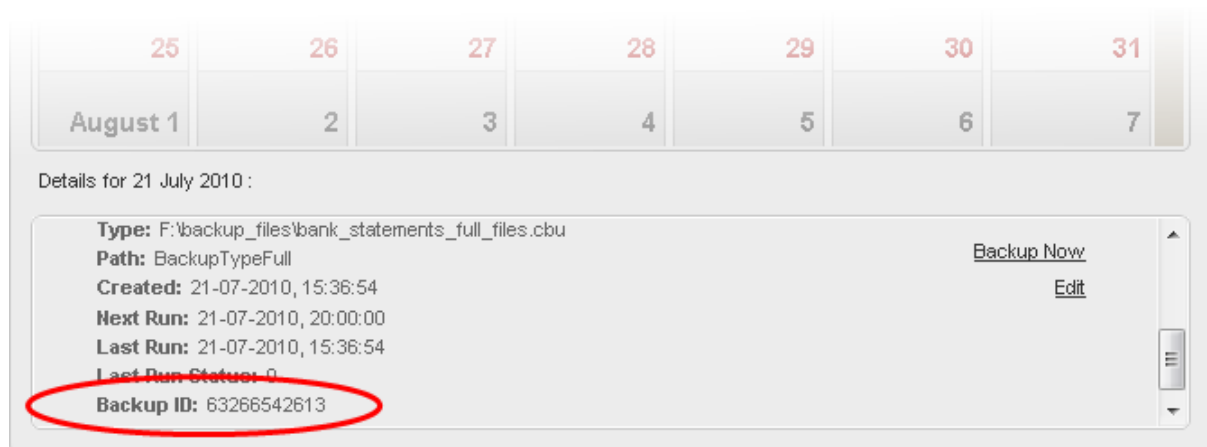 25 26 27 28 29 30 31
August 1 2 3 4 5 6 7
Details for 21 July 2010 :
Type: F:\backup_files\bank_statements_full_files.cbu
Backup Now
Path: BackupTypeFull
Created: 21-07-2010, 15:36:54
Edit
Next Run: 21-07-2010, 20:00:00
Last Run: 21-07-2010, 15:36:54
Last Run Status: 0
Backup ID: 63266542613